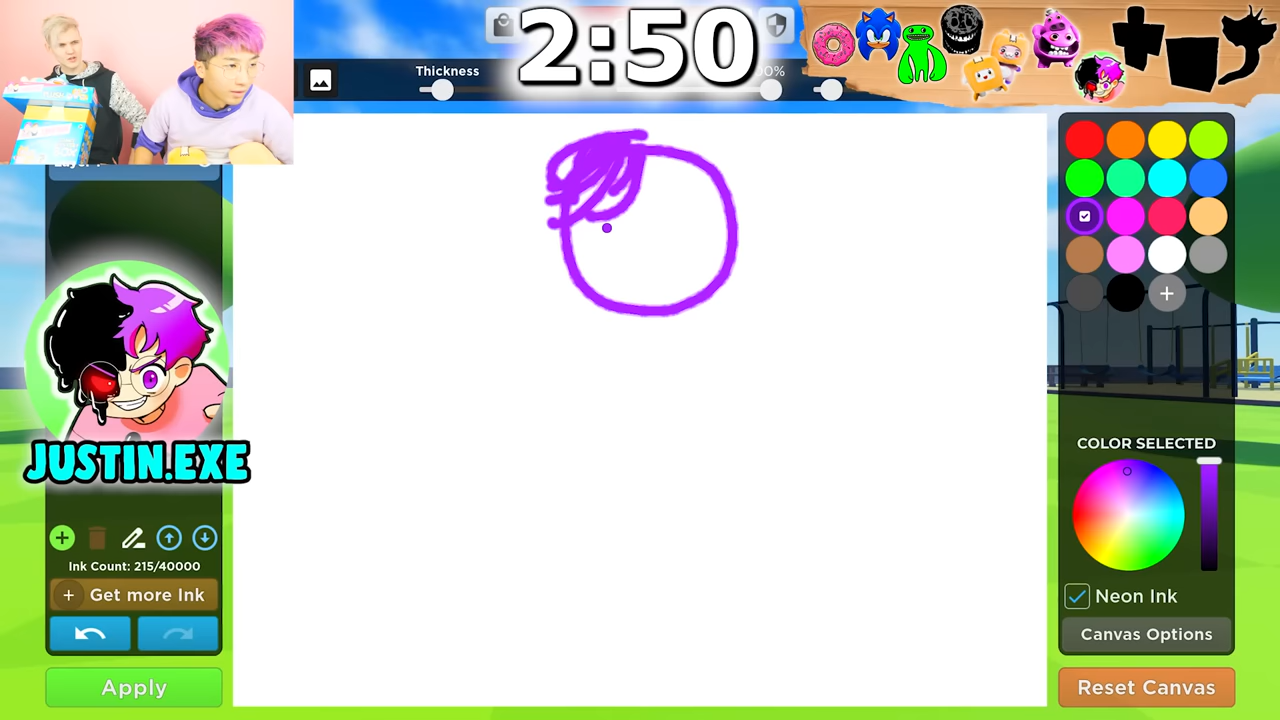 2:50
Thickness
0%
JUSTIN.EXE
COLOR SELECTED
Ink Count: 215/40000
+ Get more Ink
Neon Ink
Canvas Options
Apply
Reset Canvas